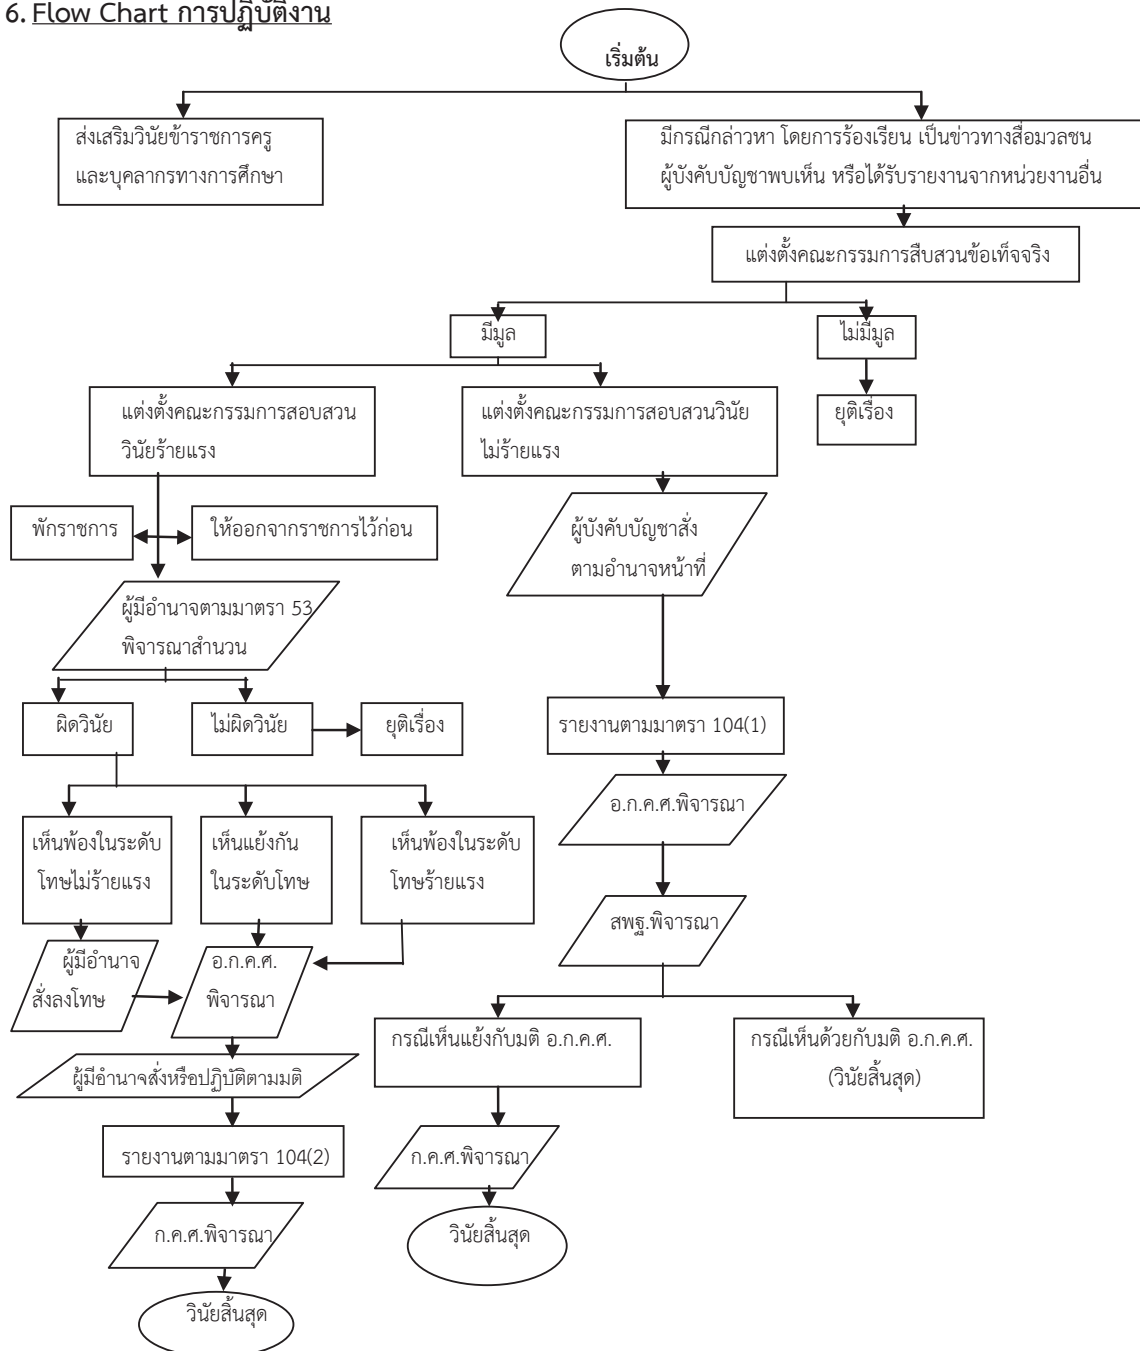 6. Flow Chart การปฏิบัติงาน
เริ่มต้น
ส่งเสริมวินัยข้าราชการครู
และบุคลากรทางการศึกษา
มีกรณีกล่าวหา โดยการร้องเรียน เป็นข่าวทางสื่อมวลชน
ผู้บังคับบัญชาพบเห็น หรือได้รับรายงานจากหน่วยงานอื่น
แต่งตั้งคณะกรรมการสืบสวนข้อเท็จจริง
มีมูล
ไม่มีมูล
ยุติเรื่อง
แต่งตั้งคณะกรรมการสอบสวน
วินัยร้ายแรง
แต่งตั้งคณะกรรมการสอบสวนวินัย
ไม่ร้ายแรง
พักราชการ
ให้ออกจากราชการไว้ก่อน
ผู้บังคับบัญชาสั่ง
ตามอำนาจหน้าที่
ผู้มีอำนาจตามมาตรา 53
พิจารณาสำนวน
ผิดวินัย
ไม่ผิดวินัย
ยุติเรื่อง
รายงานตามมาตรา 104(1)
อ.ก.ค.ศ.พิจารณา
เห็นพ้องในระดับ
โทษไม่ร้ายแรง
เห็นแย้งกัน
ในระดับโทษ
เห็นพ้องในระดับ
โทษร้ายแรง
สพฐ.พิจารณา
ผู้มีอำนาจ
สั่งลงโทษ
อ.ก.ค.ศ.
พิจารณา
กรณีเห็นแย้งกับมติ อ.ก.ค.ศ.
กรณีเห็นด้วยกับมติ อ.ก.ค.ศ.
(วินัยสิ้นสุด)
ผู้มีอำนาจสั่งหรือปฏิบัติตามมติ
รายงานตามมาตรา 104(2)
ก.ค.ศ.พิจารณา
ก.ค.ศ.พิจารณา
วินัยสิ้นสุด
วินัยสิ้นสุด